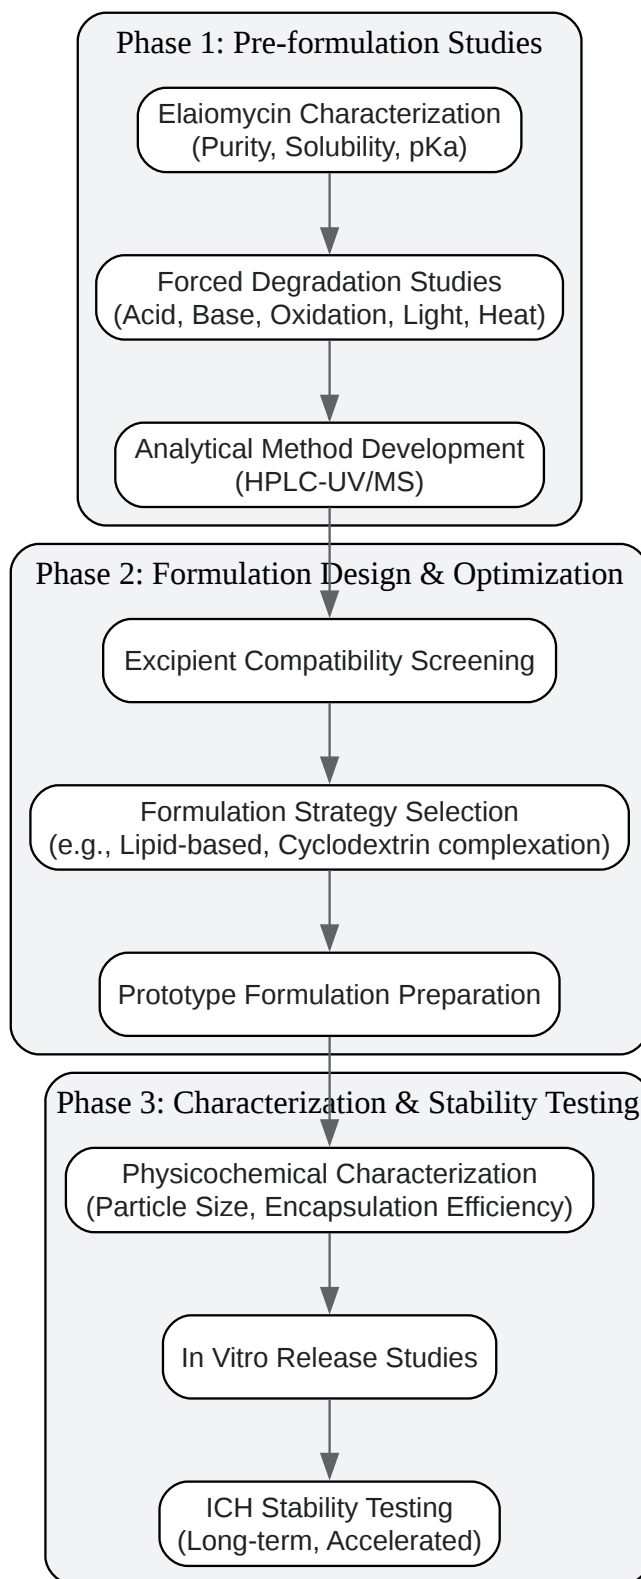 Phase 1: Pre-formulation Studies
Elaiomycin Characterization
(Purity, Solubility, pKa)
Forced Degradation Studies
(Acid, Base, Oxidation, Light, Heat)
Analytical Method Development
(HPLC-UV/MS)
Phase 2: Formulation Design & Optimization
Excipient Compatibility Screening
Formulation Strategy Selection
(e.g., Lipid-based, Cyclodextrin complexation)
Prototype Formulation Preparation
Phase 3: Characterization & Stability Testing
Physicochemical Characterization
(Particle Size, Encapsulation Efficiency)
In Vitro Release Studies
ICH Stability Testing
(Long-term, Accelerated)